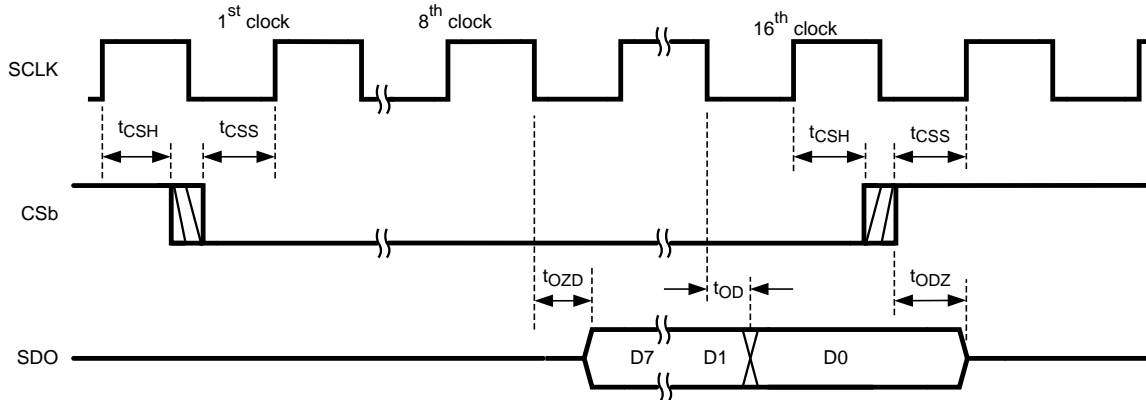 1st clock
8th clock
16th clock
SCLK
tCSH
tCSS
tCSH
tCSS
CSb
tOZD
tOD
tODZ
SDO
D7
D1
D0